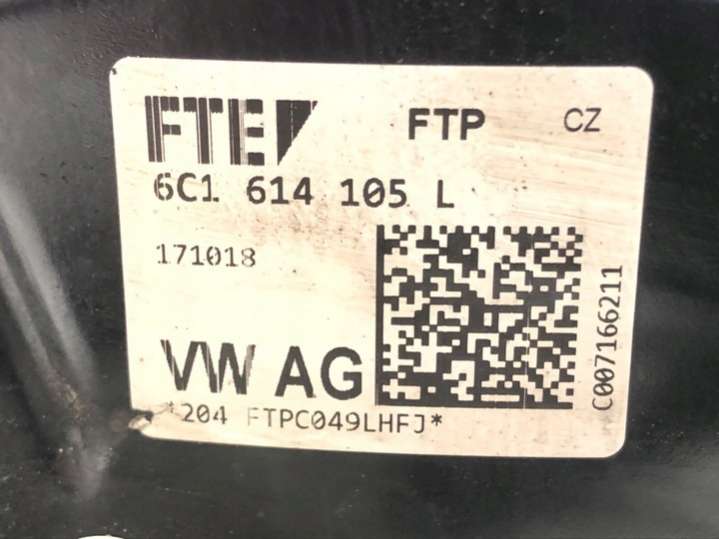 FTE FTP CZ
6C1 614 105 L
171018
C007166211
VW AG
*204 FTPC049LHFJ*